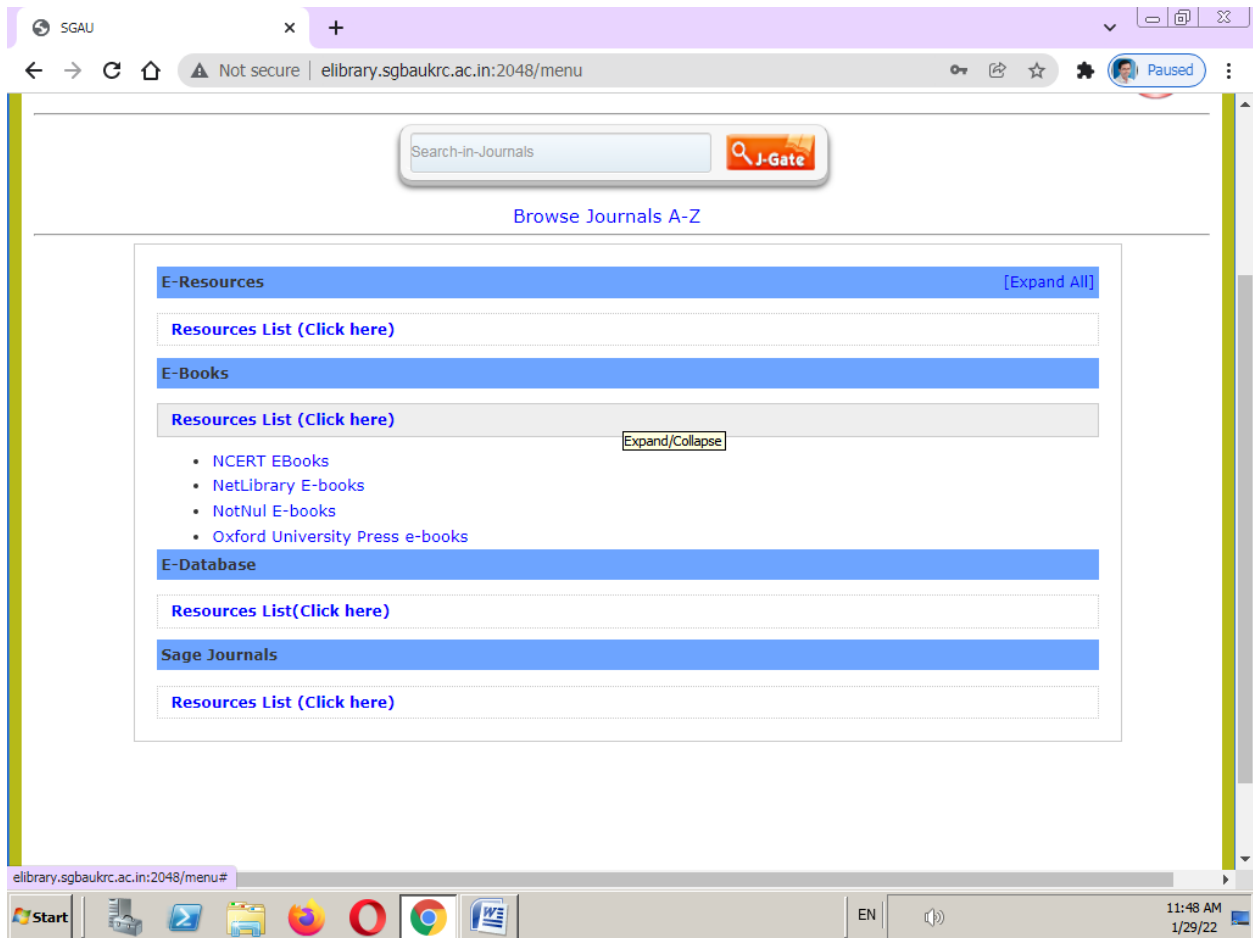 SGAU
Not secure | elibrary.sgbaukrc.ac.in:2048/menu Paused
Search-in-Journals J-Gate
Browse Journals A-Z
E-Resources [Expand All]
Resources List (Click here)
E-Books
Resources List (Click here)
Expand/Collapse
• NCERT EBooks
• NetLibrary E-books
• NotNul E-books
• Oxford University Press e-books
E-Database
Resources List(Click here)
Sage Journals
Resources List (Click here)
elibrary.sgbaukrc.ac.in:2048/menu#
Start EN 11:48 AM
1/29/22